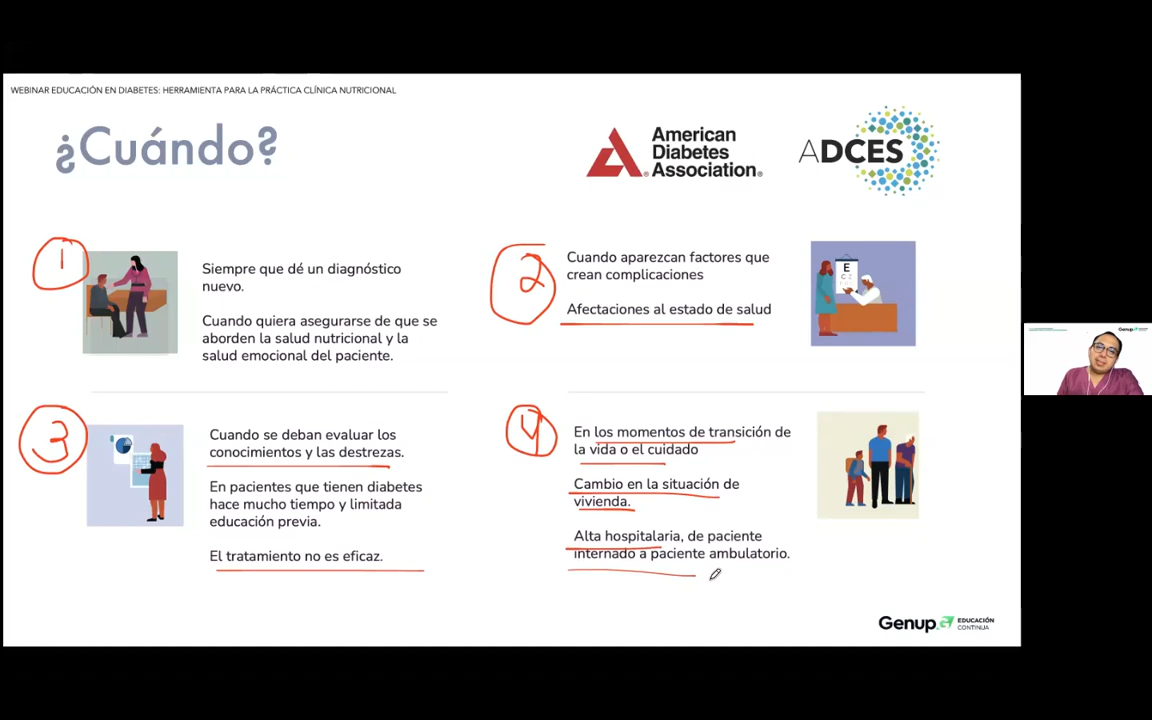 WEBINAR EDUCACIÓN EN DIABETES: HERRAMIENTA PARA LA PRÁCTICA CLÍNICA NUTRICIONAL
¿Cuándo?
American
Diabetes
Association®
ADCES
1
Siempre que dé un diagnóstico
nuevo.
Cuando quiera asegurarse de que se
aborden la salud nutricional y la
salud emocional del paciente.
2
Cuando aparezcan factores que
crean complicaciones
Afectaciones al estado de salud
E
3
Cuando se deban evaluar los
conocimientos y las destrezas.
En pacientes que tienen diabetes
hace mucho tiempo y limitada
educación previa.
El tratamiento no es eficaz.
4
En los momentos de transición de
la vida o el cuidado
Cambio en la situación de
vivienda.
Alta hospitalaria, de paciente
internado a paciente ambulatorio.
Genup G EDUCACIÓN
CONTINUA
Genup